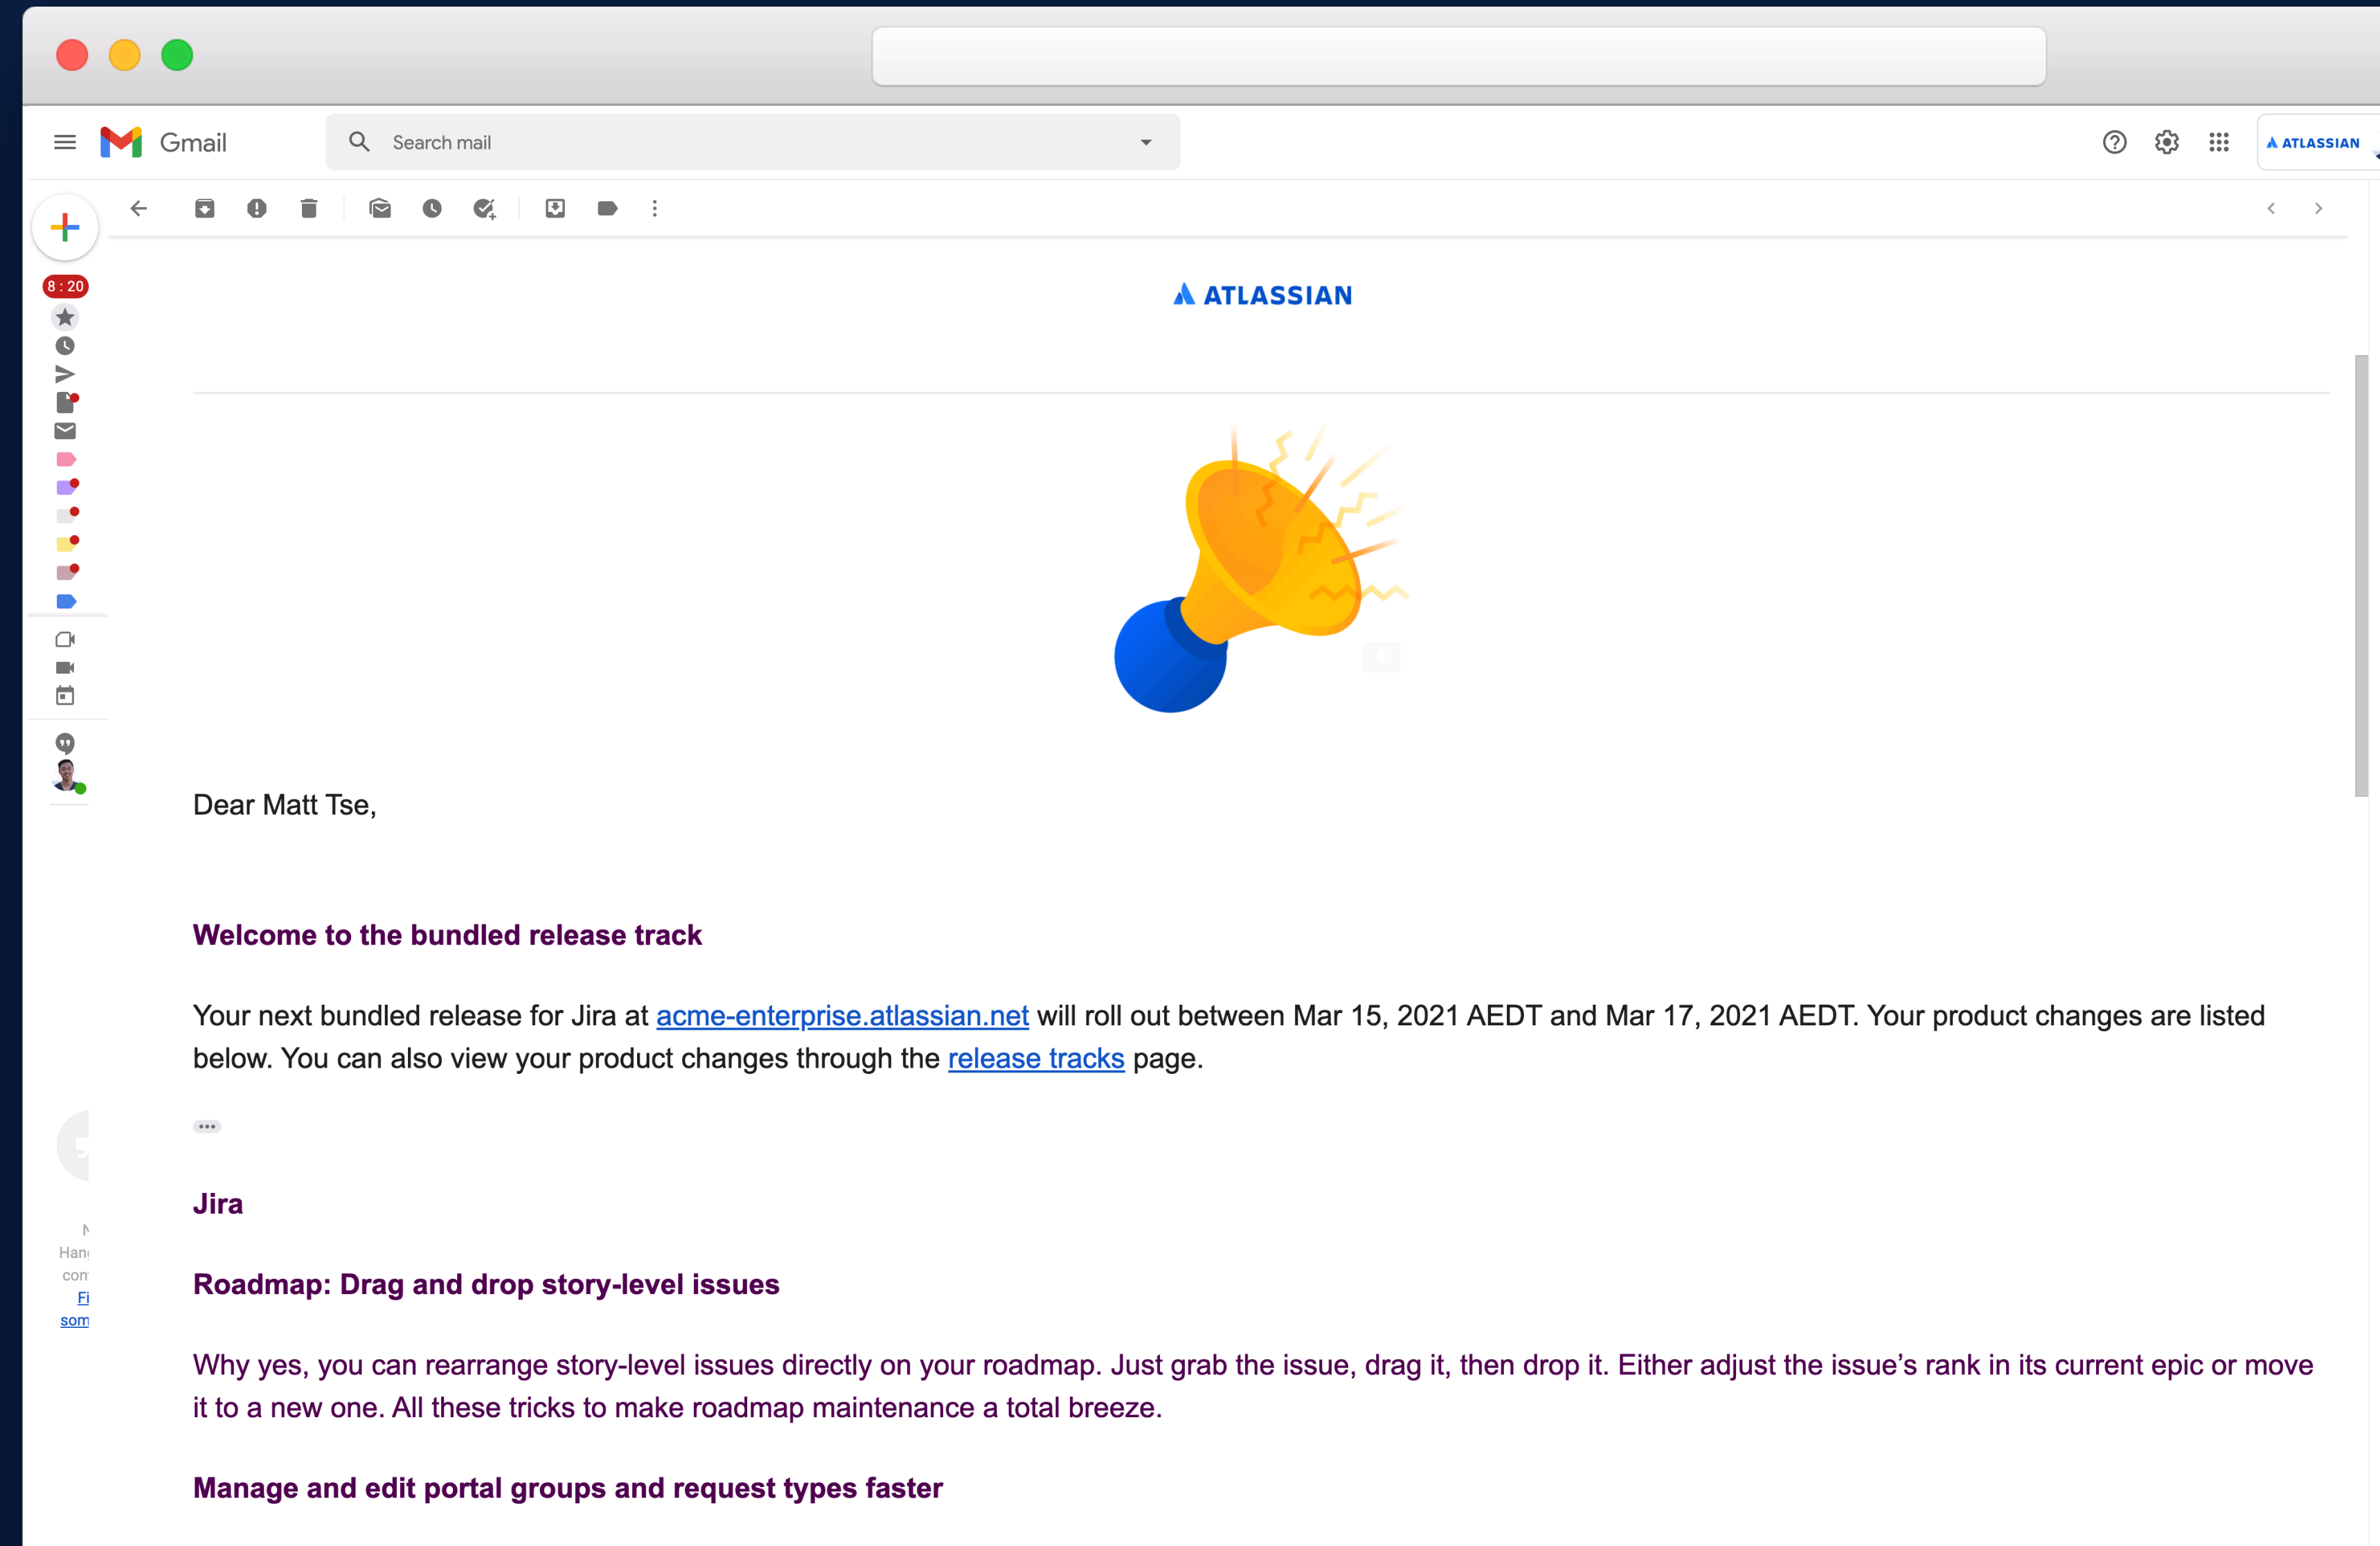 Gmail
Search mail
ATLASSIAN
8 : 20
ATLASSIAN
Dear Matt Tse,
Welcome to the bundled release track
Your next bundled release for Jira at acme-enterprise.atlassian.net will roll out between Mar 15, 2021 AEDT and Mar 17, 2021 AEDT. Your product changes are listed
below. You can also view your product changes through the release tracks page.
Jira
Roadmap: Drag and drop story-level issues
Why yes, you can rearrange story-level issues directly on your roadmap. Just grab the issue, drag it, then drop it. Either adjust the issue’s rank in its current epic or move
it to a new one. All these tricks to make roadmap maintenance a total breeze.
Manage and edit portal groups and request types faster